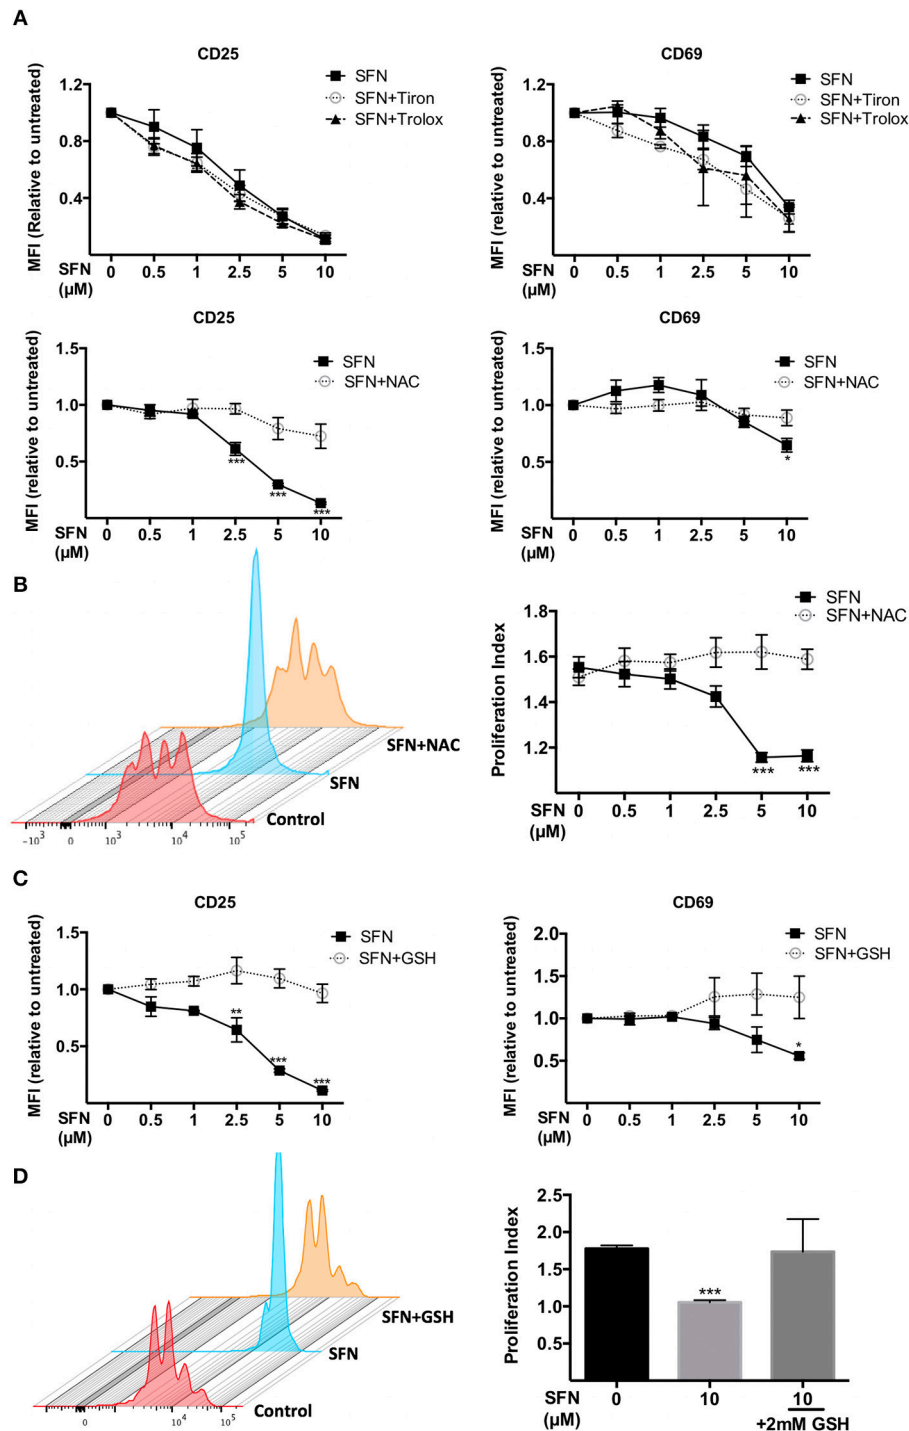 A
CD25
SFN
SFN+Tiron
SFN+Trolox
MFI (Relative to untreated)
1.2
0.8
0.4
SFN
(µM)
0 0.5 1 2.5 5 10
CD69
SFN
SFN+Tiron
SFN+Trolox
MFI (relative to untreated)
1.2
0.8
0.4
SFN
(µM)
0 0.5 1 2.5 5 10
CD25
SFN
SFN+NAC
MFI (relative to untreated)
1.5
1.0
0.5
***
***
***
SFN
(µM)
0 0.5 1 2.5 5 10
CD69
SFN
SFN+NAC
MFI (relative to untreated)
1.5
1.0
0.5
*
SFN
(µM)
0 0.5 1 2.5 5 10
B
SFN+NAC
SFN
Control
-10³ 0 10³ 10⁴ 10⁵
SFN
SFN+NAC
Proliferation Index
1.8
1.6
1.4
1.2
*** ***
SFN
(µM)
0 0.5 1 2.5 5 10
C
CD25
SFN
SFN+GSH
MFI (relative to untreated)
1.5
1.0
0.5
**
***
***
SFN
(µM)
0 0.5 1 2.5 5 10
CD69
SFN
SFN+GSH
MFI (relative to untreated)
2.0
1.5
1.0
0.5
*
SFN
(µM)
0 0.5 1 2.5 5 10
D
SFN+GSH
SFN
Control
0 10⁴ 10⁵
Proliferation Index
2.5
2.0
1.5
1.0
0.5
***
SFN
(µM)
0 10 10
+2mM GSH